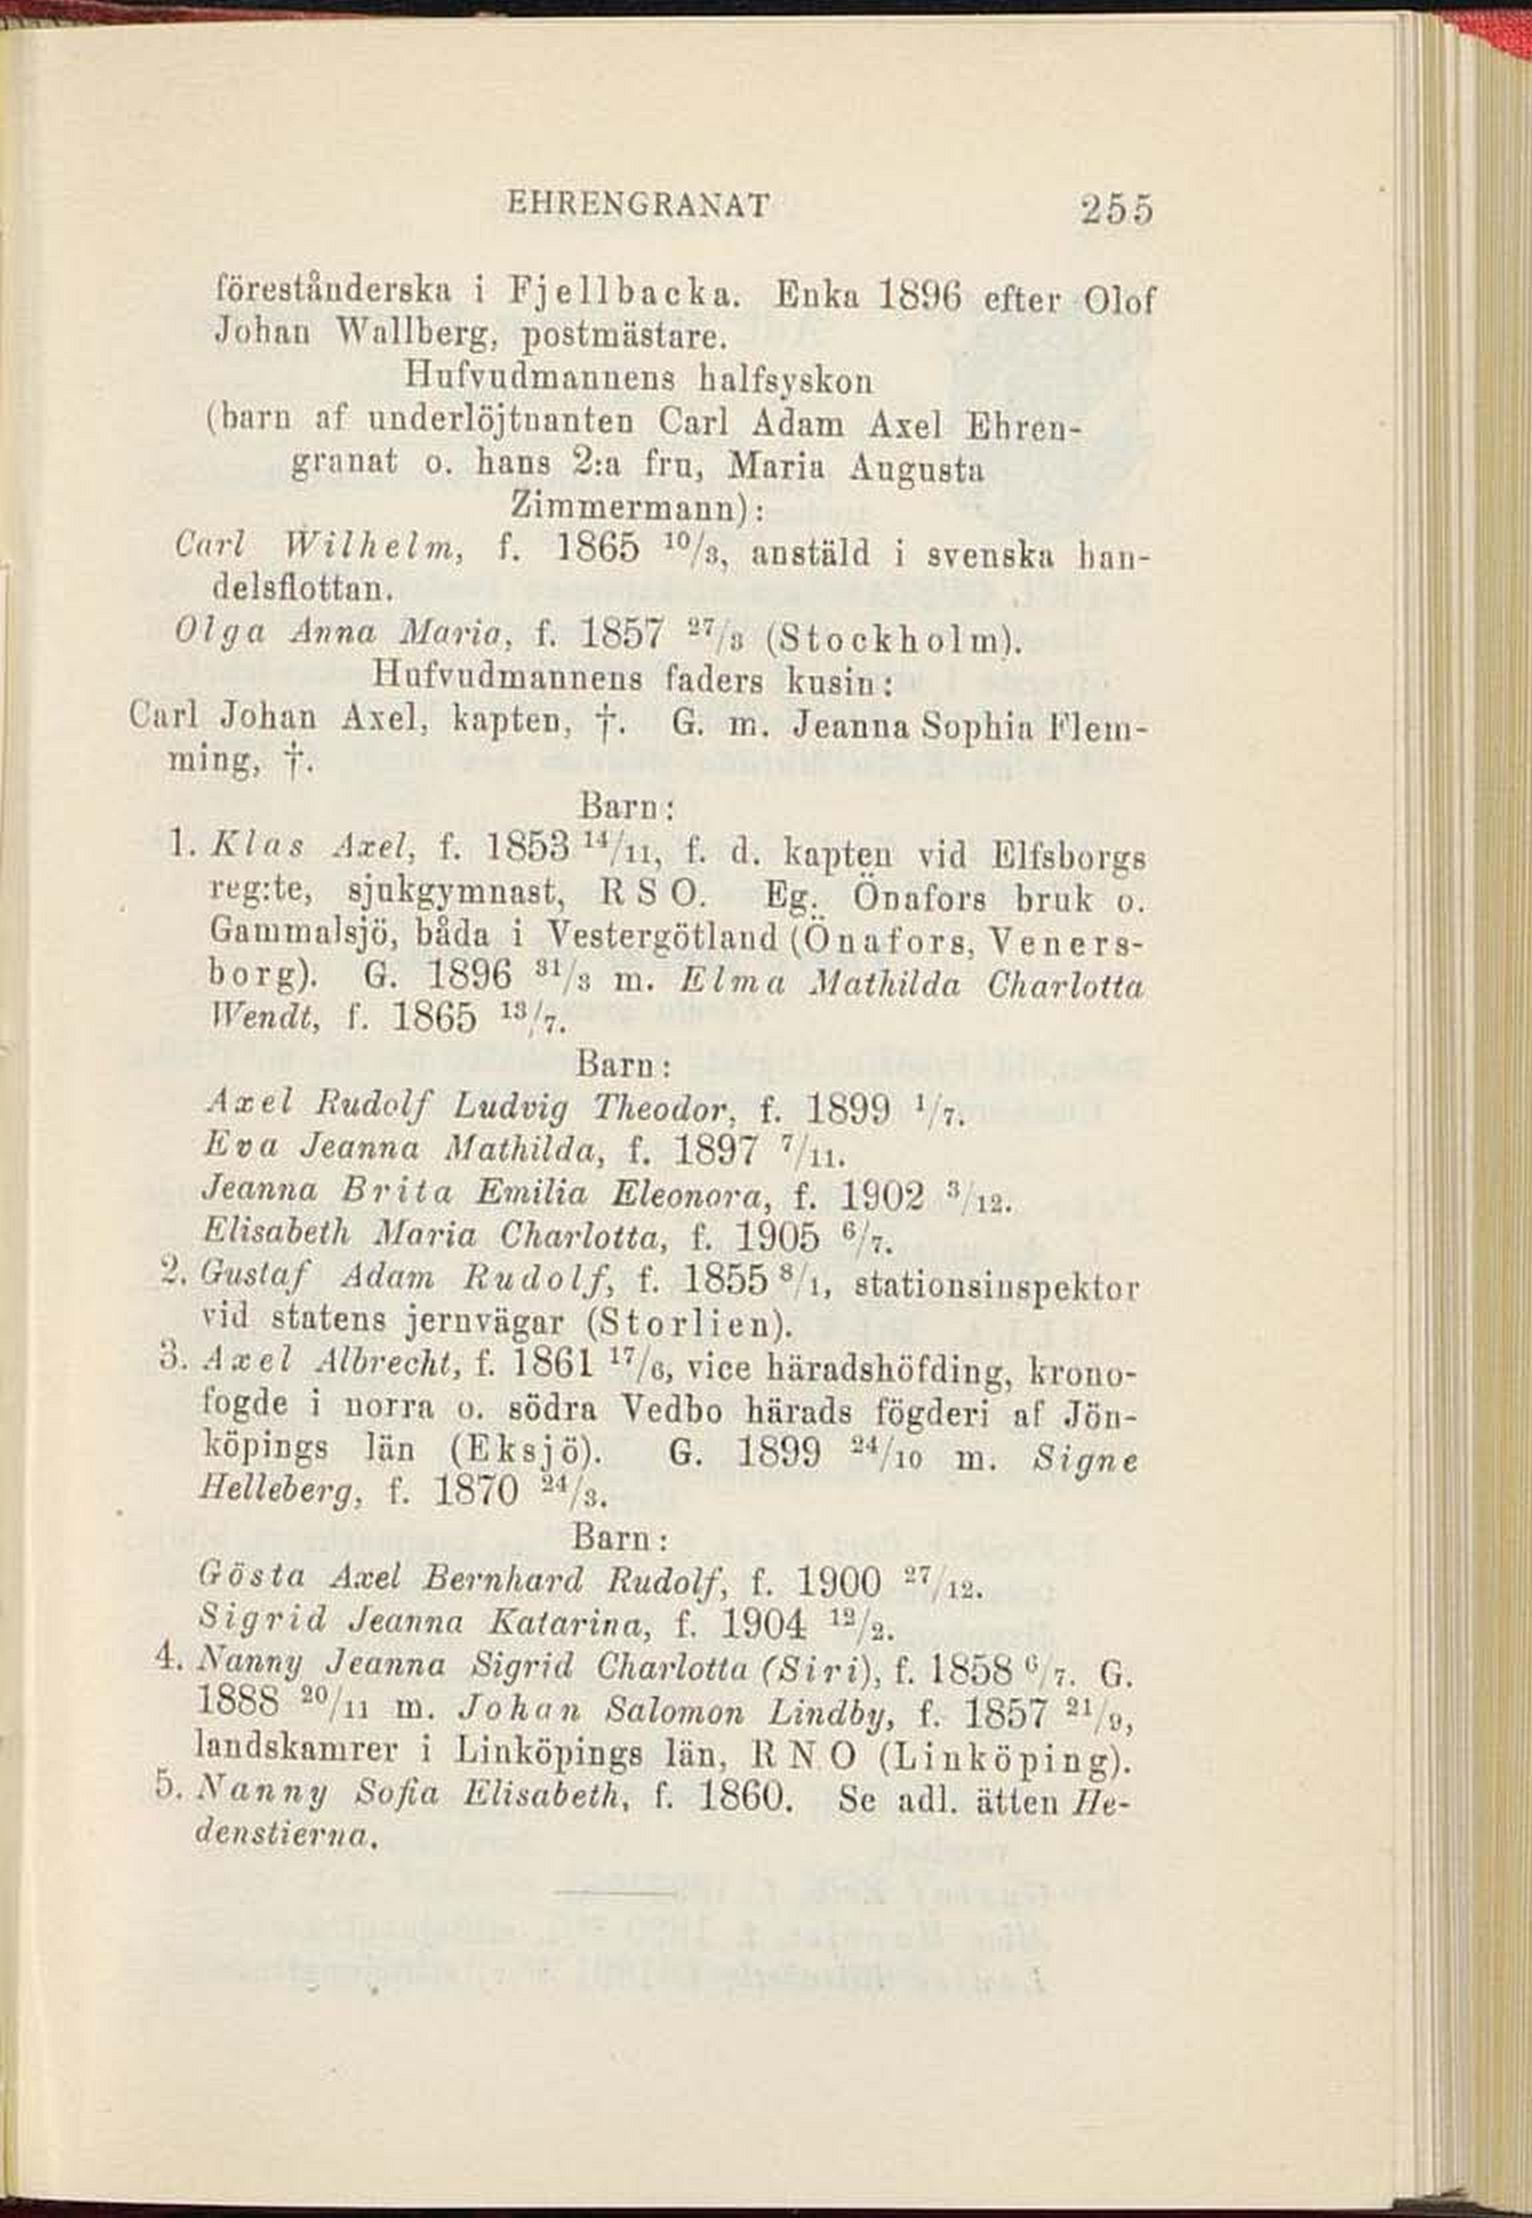 EHRENGRANAT 255
förestånderska i Fjellbacka. Enka 1896 efter Olof
Johan Wallberg, postmästare.
Hufvudmannens halfsyskon
(barn af underlöjtnanten Carl Adam Axel Ehren-
granat o. hans 2:a fru, Maria Augusta
Zimmermann):
Carl Wilhelm, f. 1865 10/3, anstäld i svenska han-
delsflottan.
Olga Anna Maria, f. 1857 27/3 (Stockholm).
Hufvudmannens faders kusin:
Carl Johan Axel, kapten, †. G. m. Jeanna Sophia Flem-
ming, †.
Barn:
1. Klas Axel, f. 1853 14/11, f. d. kapten vid Elfsborgs
reg:te, sjukgymnast, R S O. Eg. Önafors bruk o.
Gammalsjö, båda i Vestergötland (Önafors, Veners-
borg). G. 1896 31/3 m. Elma Mathilda Charlotta
Wendt, f. 1865 13/7.
Barn:
Axel Rudolf Ludvig Theodor, f. 1899 1/7.
Eva Jeanna Mathilda, f. 1897 7/11.
Jeanna Brita Emilia Eleonora, f. 1902 3/12.
Elisabeth Maria Charlotta, f. 1905 6/7.
2. Gustaf Adam Rudolf, f. 1855 8/1, stationsinspektor
vid statens jernvägar (Storlien).
3. Axel Albrecht, f. 1861 17/6, vice häradshöfding, krono-
fogde i norra o. södra Vedbo härads fögderi af Jön-
köpings län (Eksjö). G. 1899 24/10 m. Signe
Helleberg, f. 1870 24/3.
Barn:
Gösta Axel Bernhard Rudolf, f. 1900 27/12.
Sigrid Jeanna Katarina, f. 1904 12/2.
4. Nanny Jeanna Sigrid Charlotta (Siri), f. 1858 6/7. G.
1888 20/11 m. Johan Salomon Lindby, f. 1857 21/9,
landskamrer i Linköpings län, R N O (Linköping).
5. Nanny Sofia Elisabeth, f. 1860. Se adl. ätten He-
denstierna.